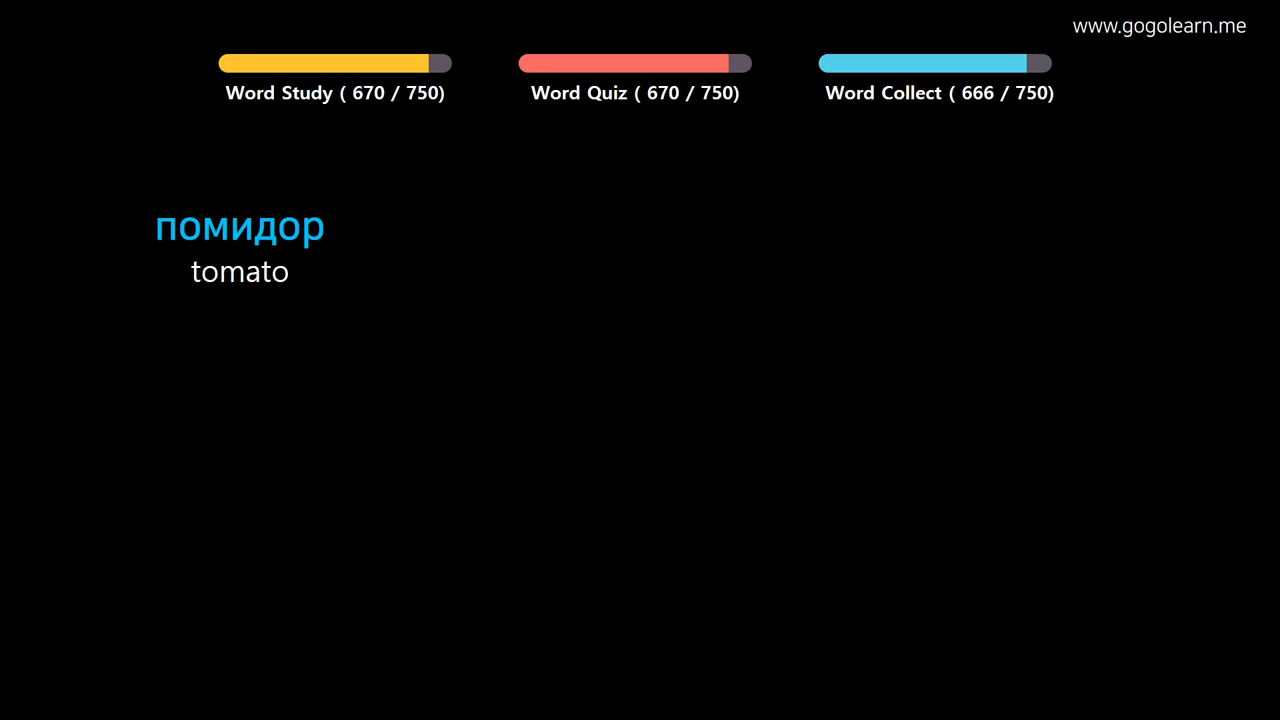 www.gogolearn.me
Word Study ( 670 / 750)
Word Quiz ( 670 / 750)
Word Collect ( 666 / 750)
помидор
tomato